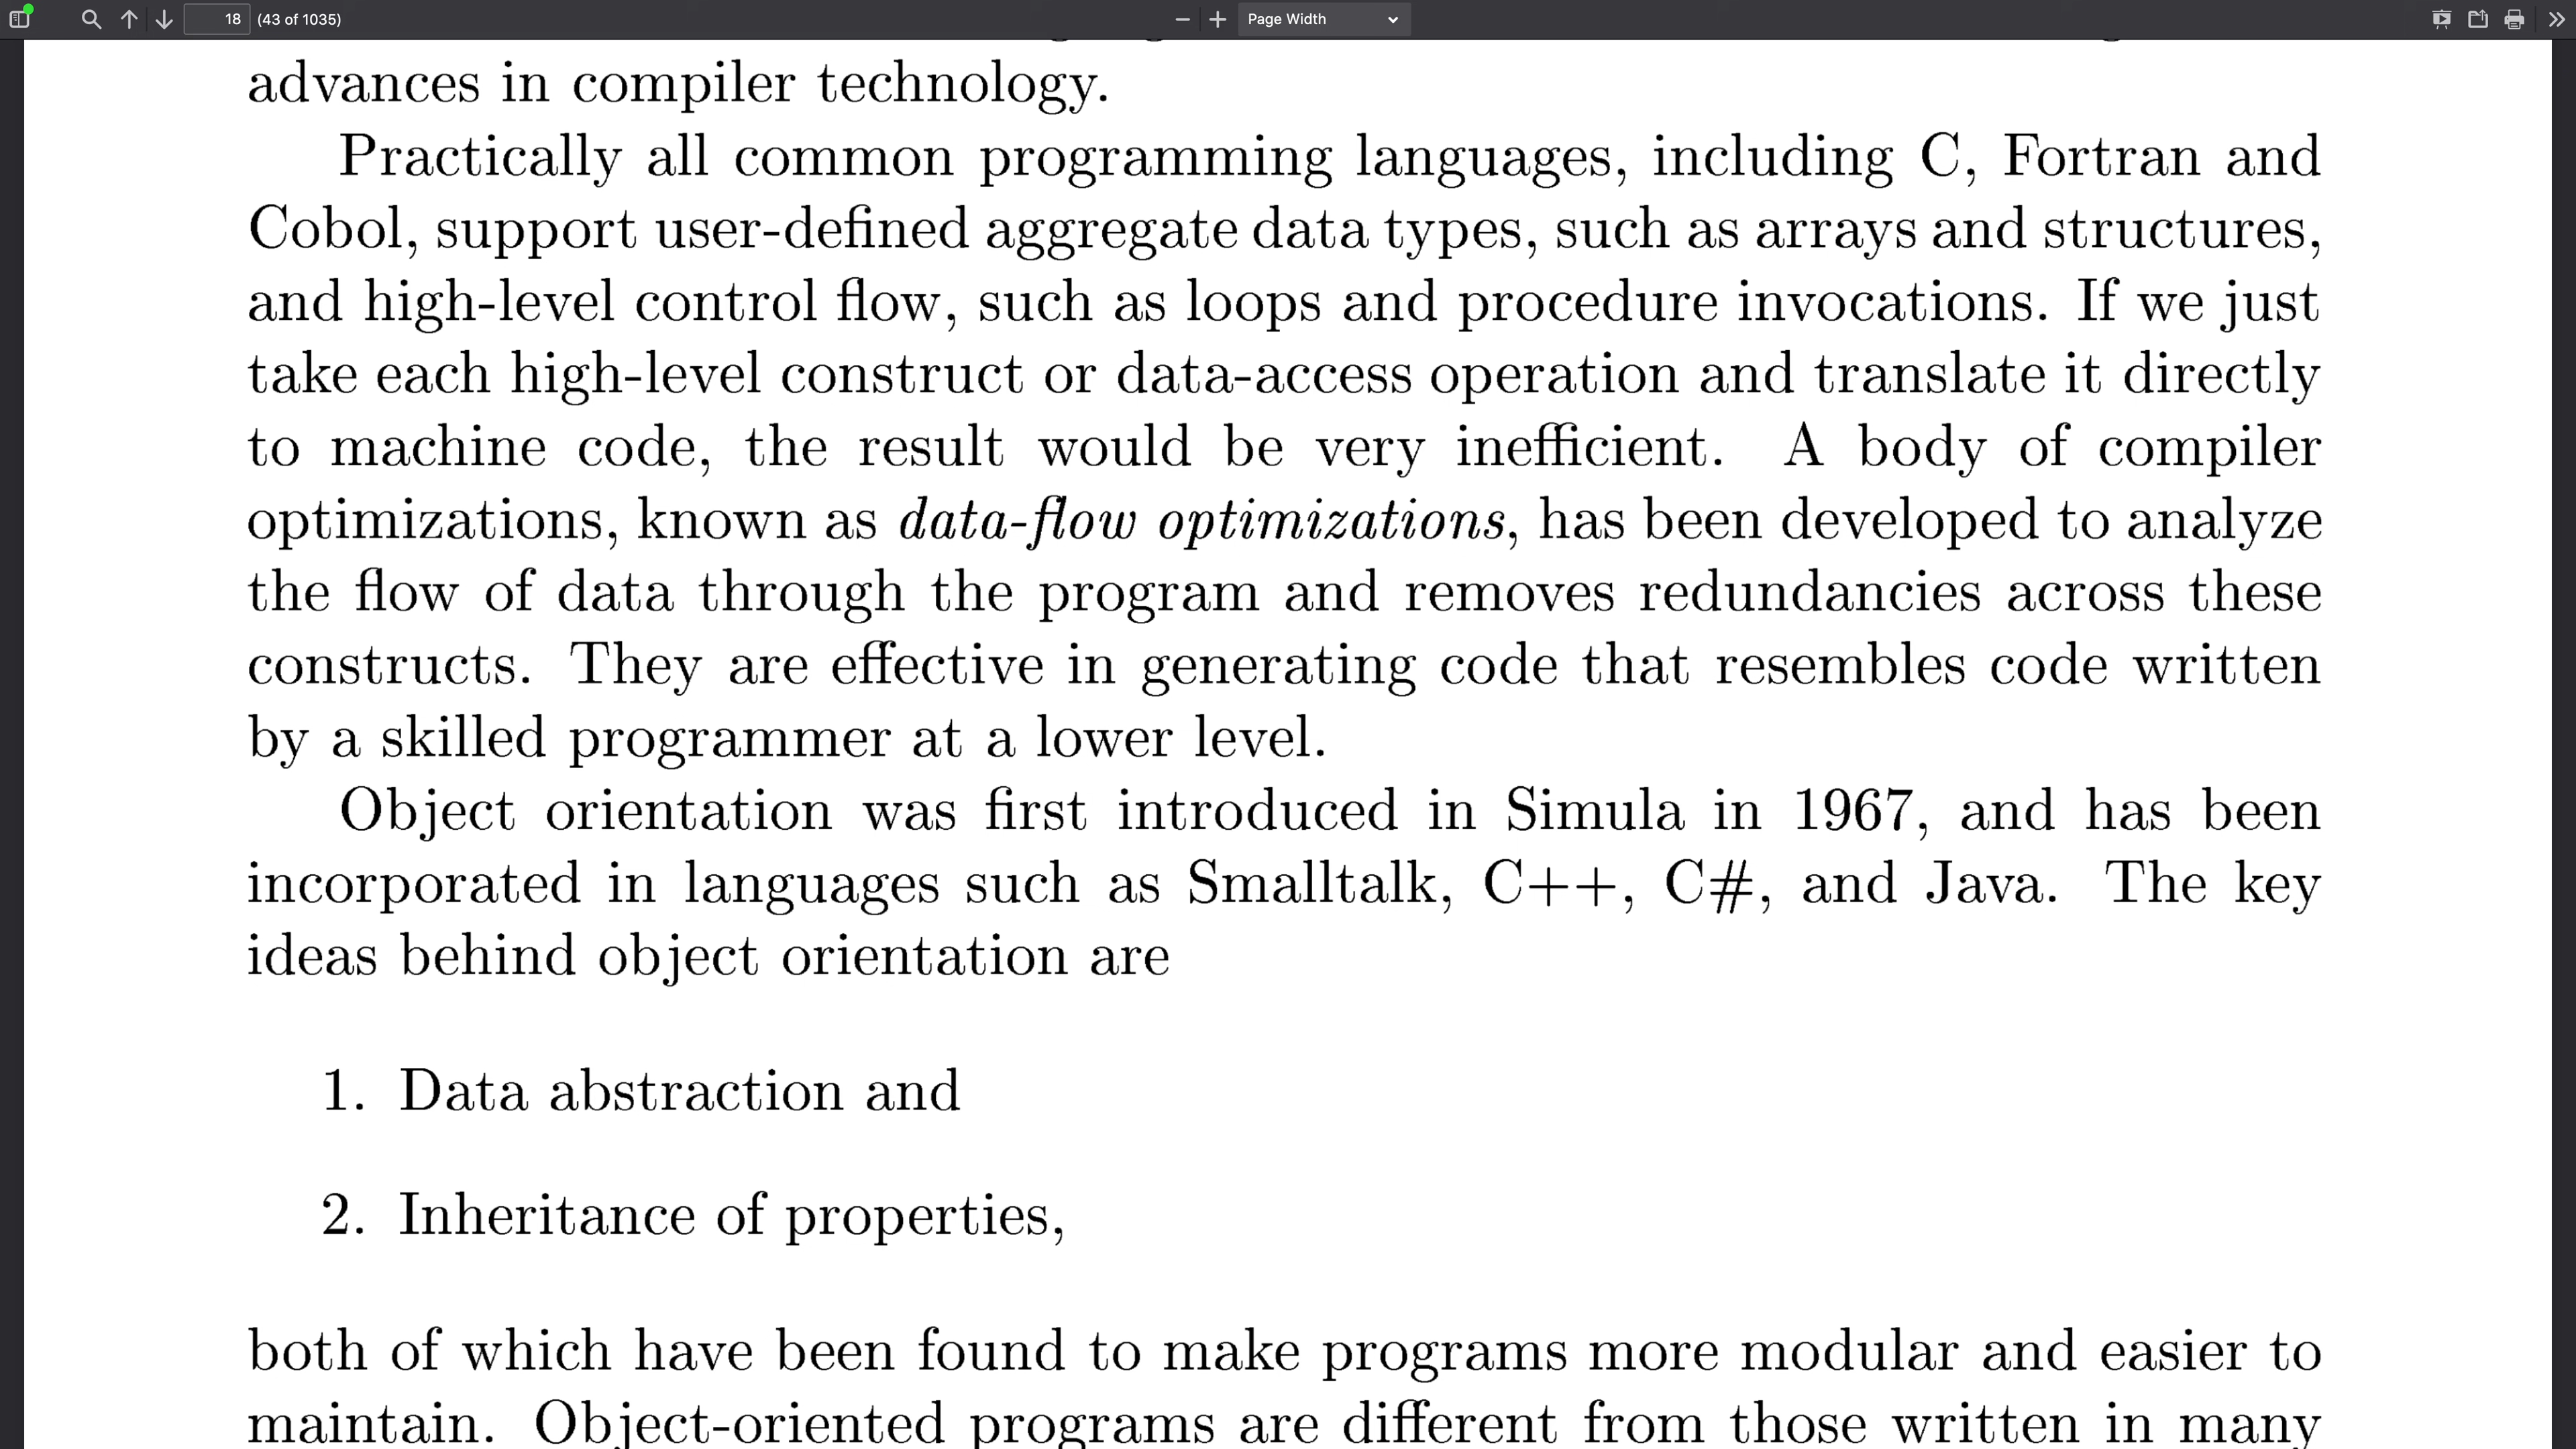 18 (43 of 1035) Page Width
advances in compiler technology.
Practically all common programming languages, including C, Fortran and
Cobol, support user-defined aggregate data types, such as arrays and structures,
and high-level control flow, such as loops and procedure invocations. If we just
take each high-level construct or data-access operation and translate it directly
to machine code, the result would be very inefficient. A body of compiler
optimizations, known as data-flow optimizations, has been developed to analyze
the flow of data through the program and removes redundancies across these
constructs. They are effective in generating code that resembles code written
by a skilled programmer at a lower level.
Object orientation was first introduced in Simula in 1967, and has been
incorporated in languages such as Smalltalk, C++, C#, and Java. The key
ideas behind object orientation are
1. Data abstraction and
2. Inheritance of properties,
both of which have been found to make programs more modular and easier to
maintain. Object-oriented programs are different from those written in many